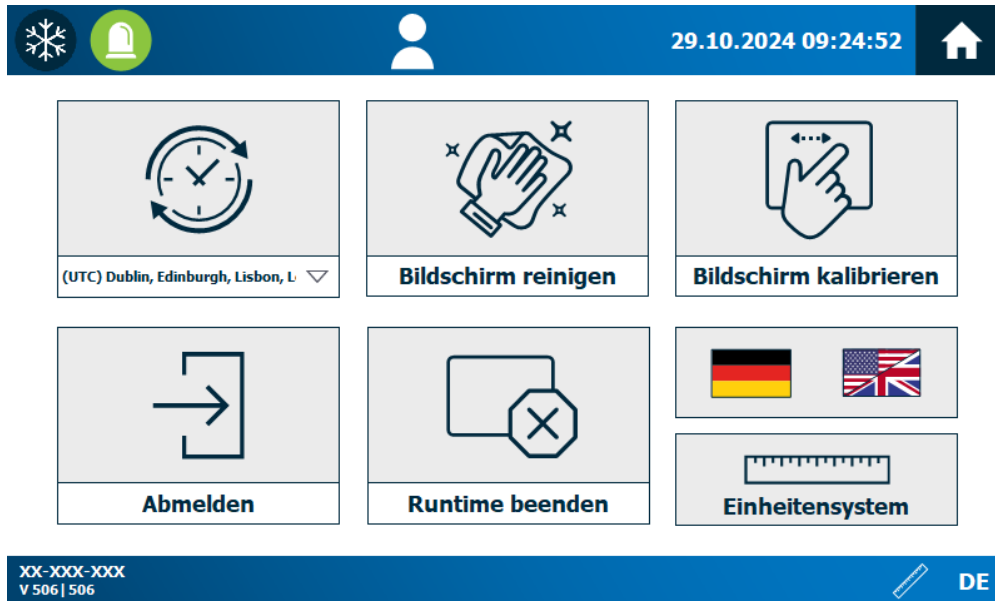 29.10.2024 09:24:52
(UTC) Dublin, Edinburgh, Lisbon, L
Bildschirm reinigen
Bildschirm kalibrieren
Abmelden
Runtime beenden
Einheitensystem
XX-XXX-XXX
V 506 | 506
DE